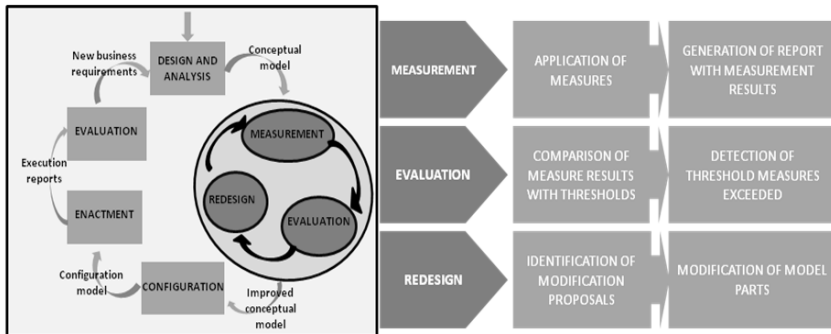 New business
requirements
DESIGN AND
ANALYSIS
Conceptual
model
EVALUATION
MEASUREMENT
Execution
reports
REDESIGN
EVALUATION
ENACTMENT
Configuration
model
CONFIGURATION
Improved
conceptual
model
MEASUREMENT
APPLICATION OF
MEASURES
GENERATION OF REPORT
WITH MEASUREMENT
RESULTS
EVALUATION
COMPARISON OF
MEASURE RESULTS
WITH THRESHOLDS
DETECTION OF
THRESHOLD MEASURES
EXCEEDED
REDESIGN
IDENTIFICATION OF
MODIFICATION
PROPOSALS
MODIFICATION OF MODEL
PARTS